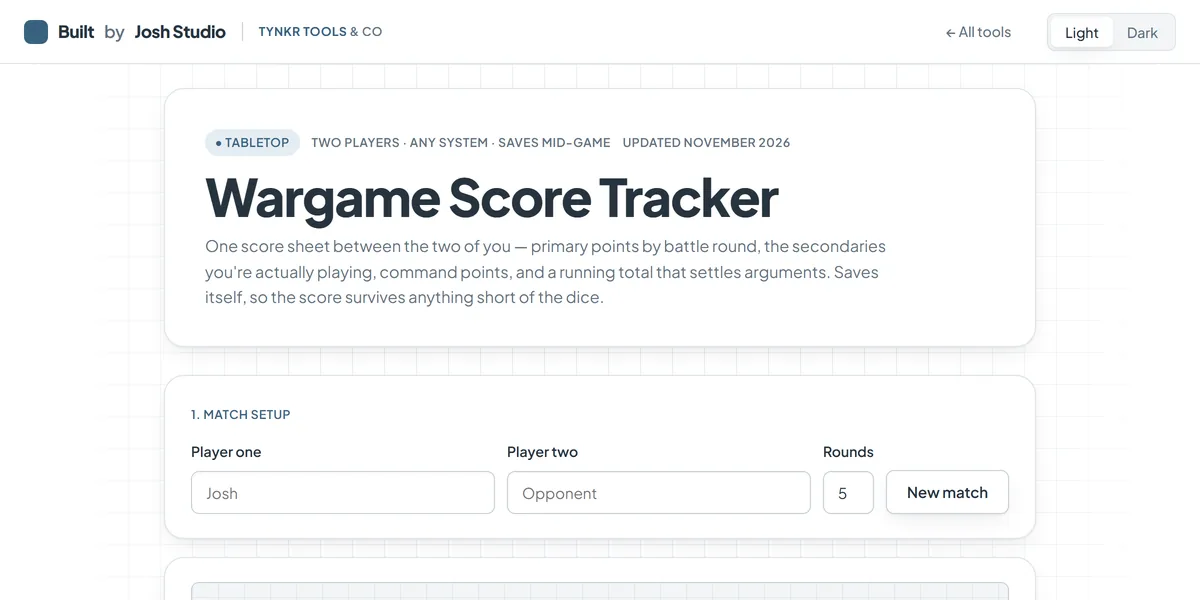 Built by Josh Studio
TYNKR TOOLS & CO
← All tools
Light
Dark
• TABLETOP
TWO PLAYERS · ANY SYSTEM · SAVES MID-GAME
UPDATED NOVEMBER 2026
Wargame Score Tracker
One score sheet between the two of you — primary points by battle round, the secondaries
you're actually playing, command points, and a running total that settles arguments. Saves
itself, so the score survives anything short of the dice.
1. MATCH SETUP
Player one
Player two
Rounds
Josh
Opponent
5
New match